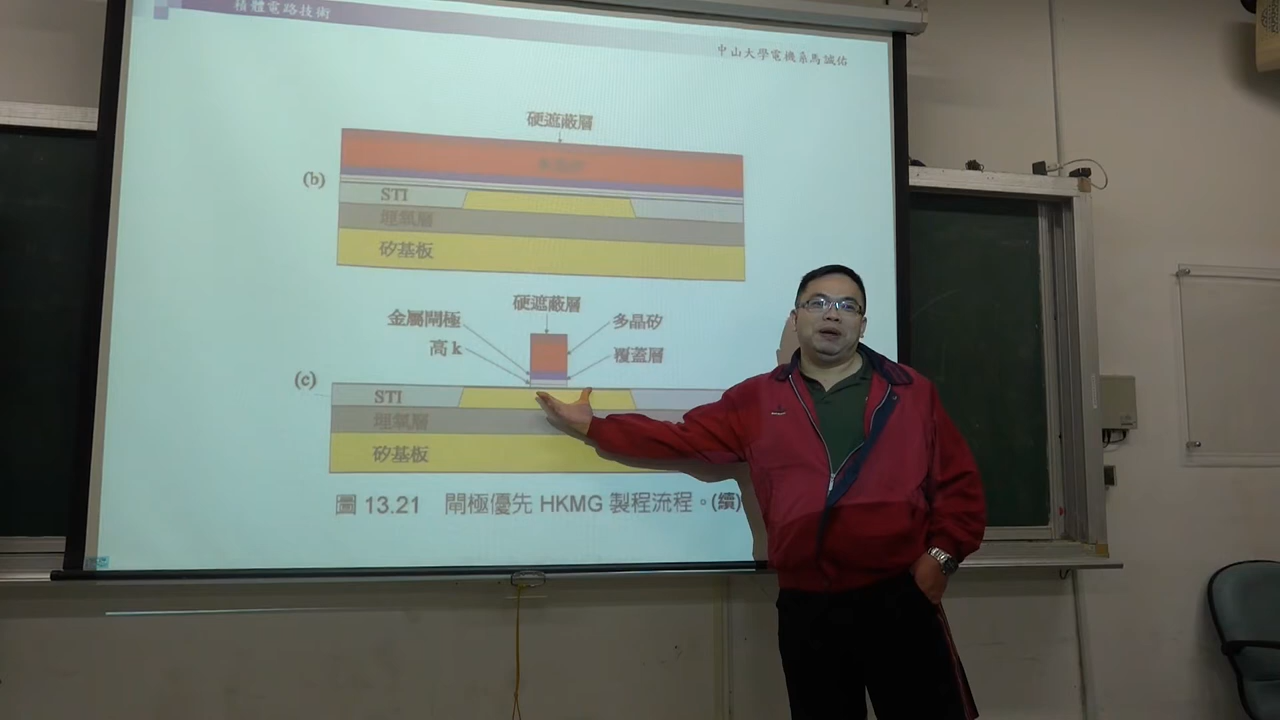 積體電路技術
中山大學電機系馬誠佑
硬遮蔽層
(b)
STI
埋氧層
矽基板
硬遮蔽層
金屬閘極
多晶矽
高 k
覆蓋層
(c)
STI
埋氧層
矽基板
圖 13.21 閘極優先 HKMG 製程流程。(續)